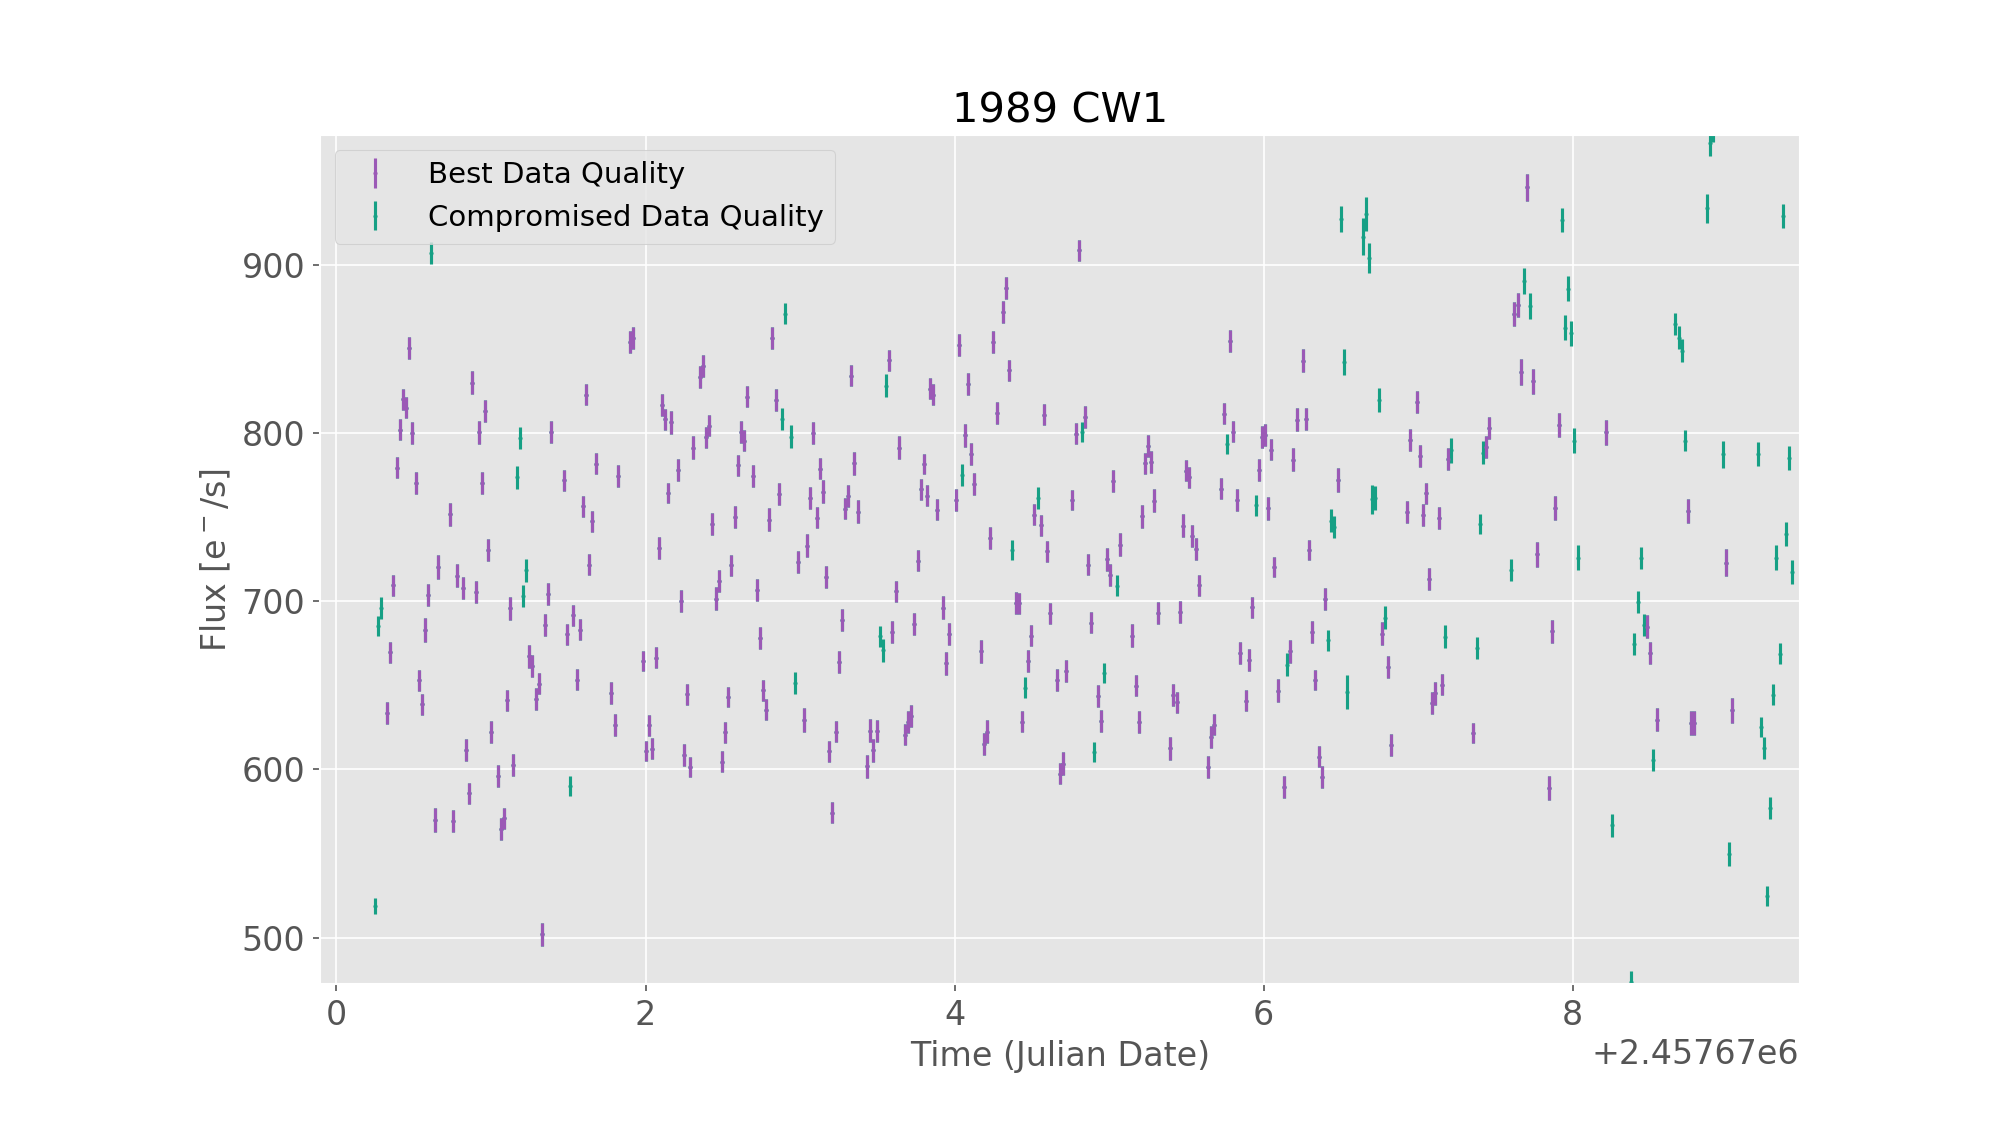 1989 CW1
Best Data Quality
Compromised Data Quality
900
800
700
600
500
Flux [e⁻/s]
0 2 4 6 8
Time (Julian Date)
+2.45767e6